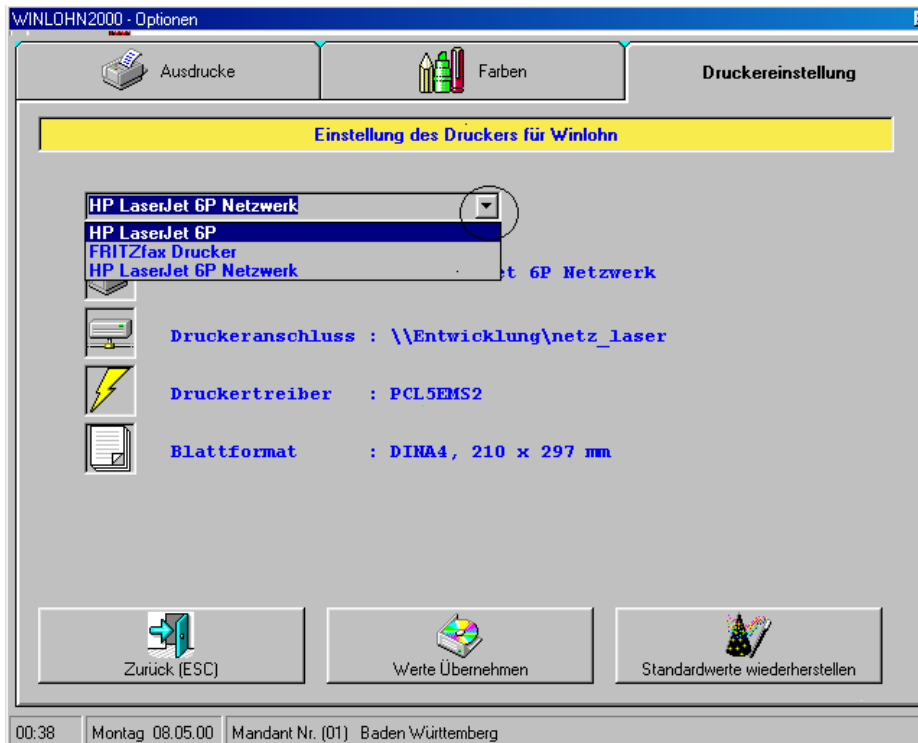 WINLOHN2000 - Optionen
Ausdrucke
Farben
Druckereinstellung
Einstellung des Druckers für Winlohn
HP LaserJet 6P Netzwerk
HP LaserJet 6P
FRITZfax Drucker
HP LaserJet 6P Netzwerk
6P Netzwerk
Druckeranschluss : \\Entwicklung\netz_laser
Druckertreiber : PCL5EMS2
Blattformat : DINA4, 210 x 297 mm
Zurück (ESC)
Werte Übernehmen
Standardwerte wiederherstellen
00:38 Montag 08.05.00 Mandant Nr. (01) Baden Württemberg